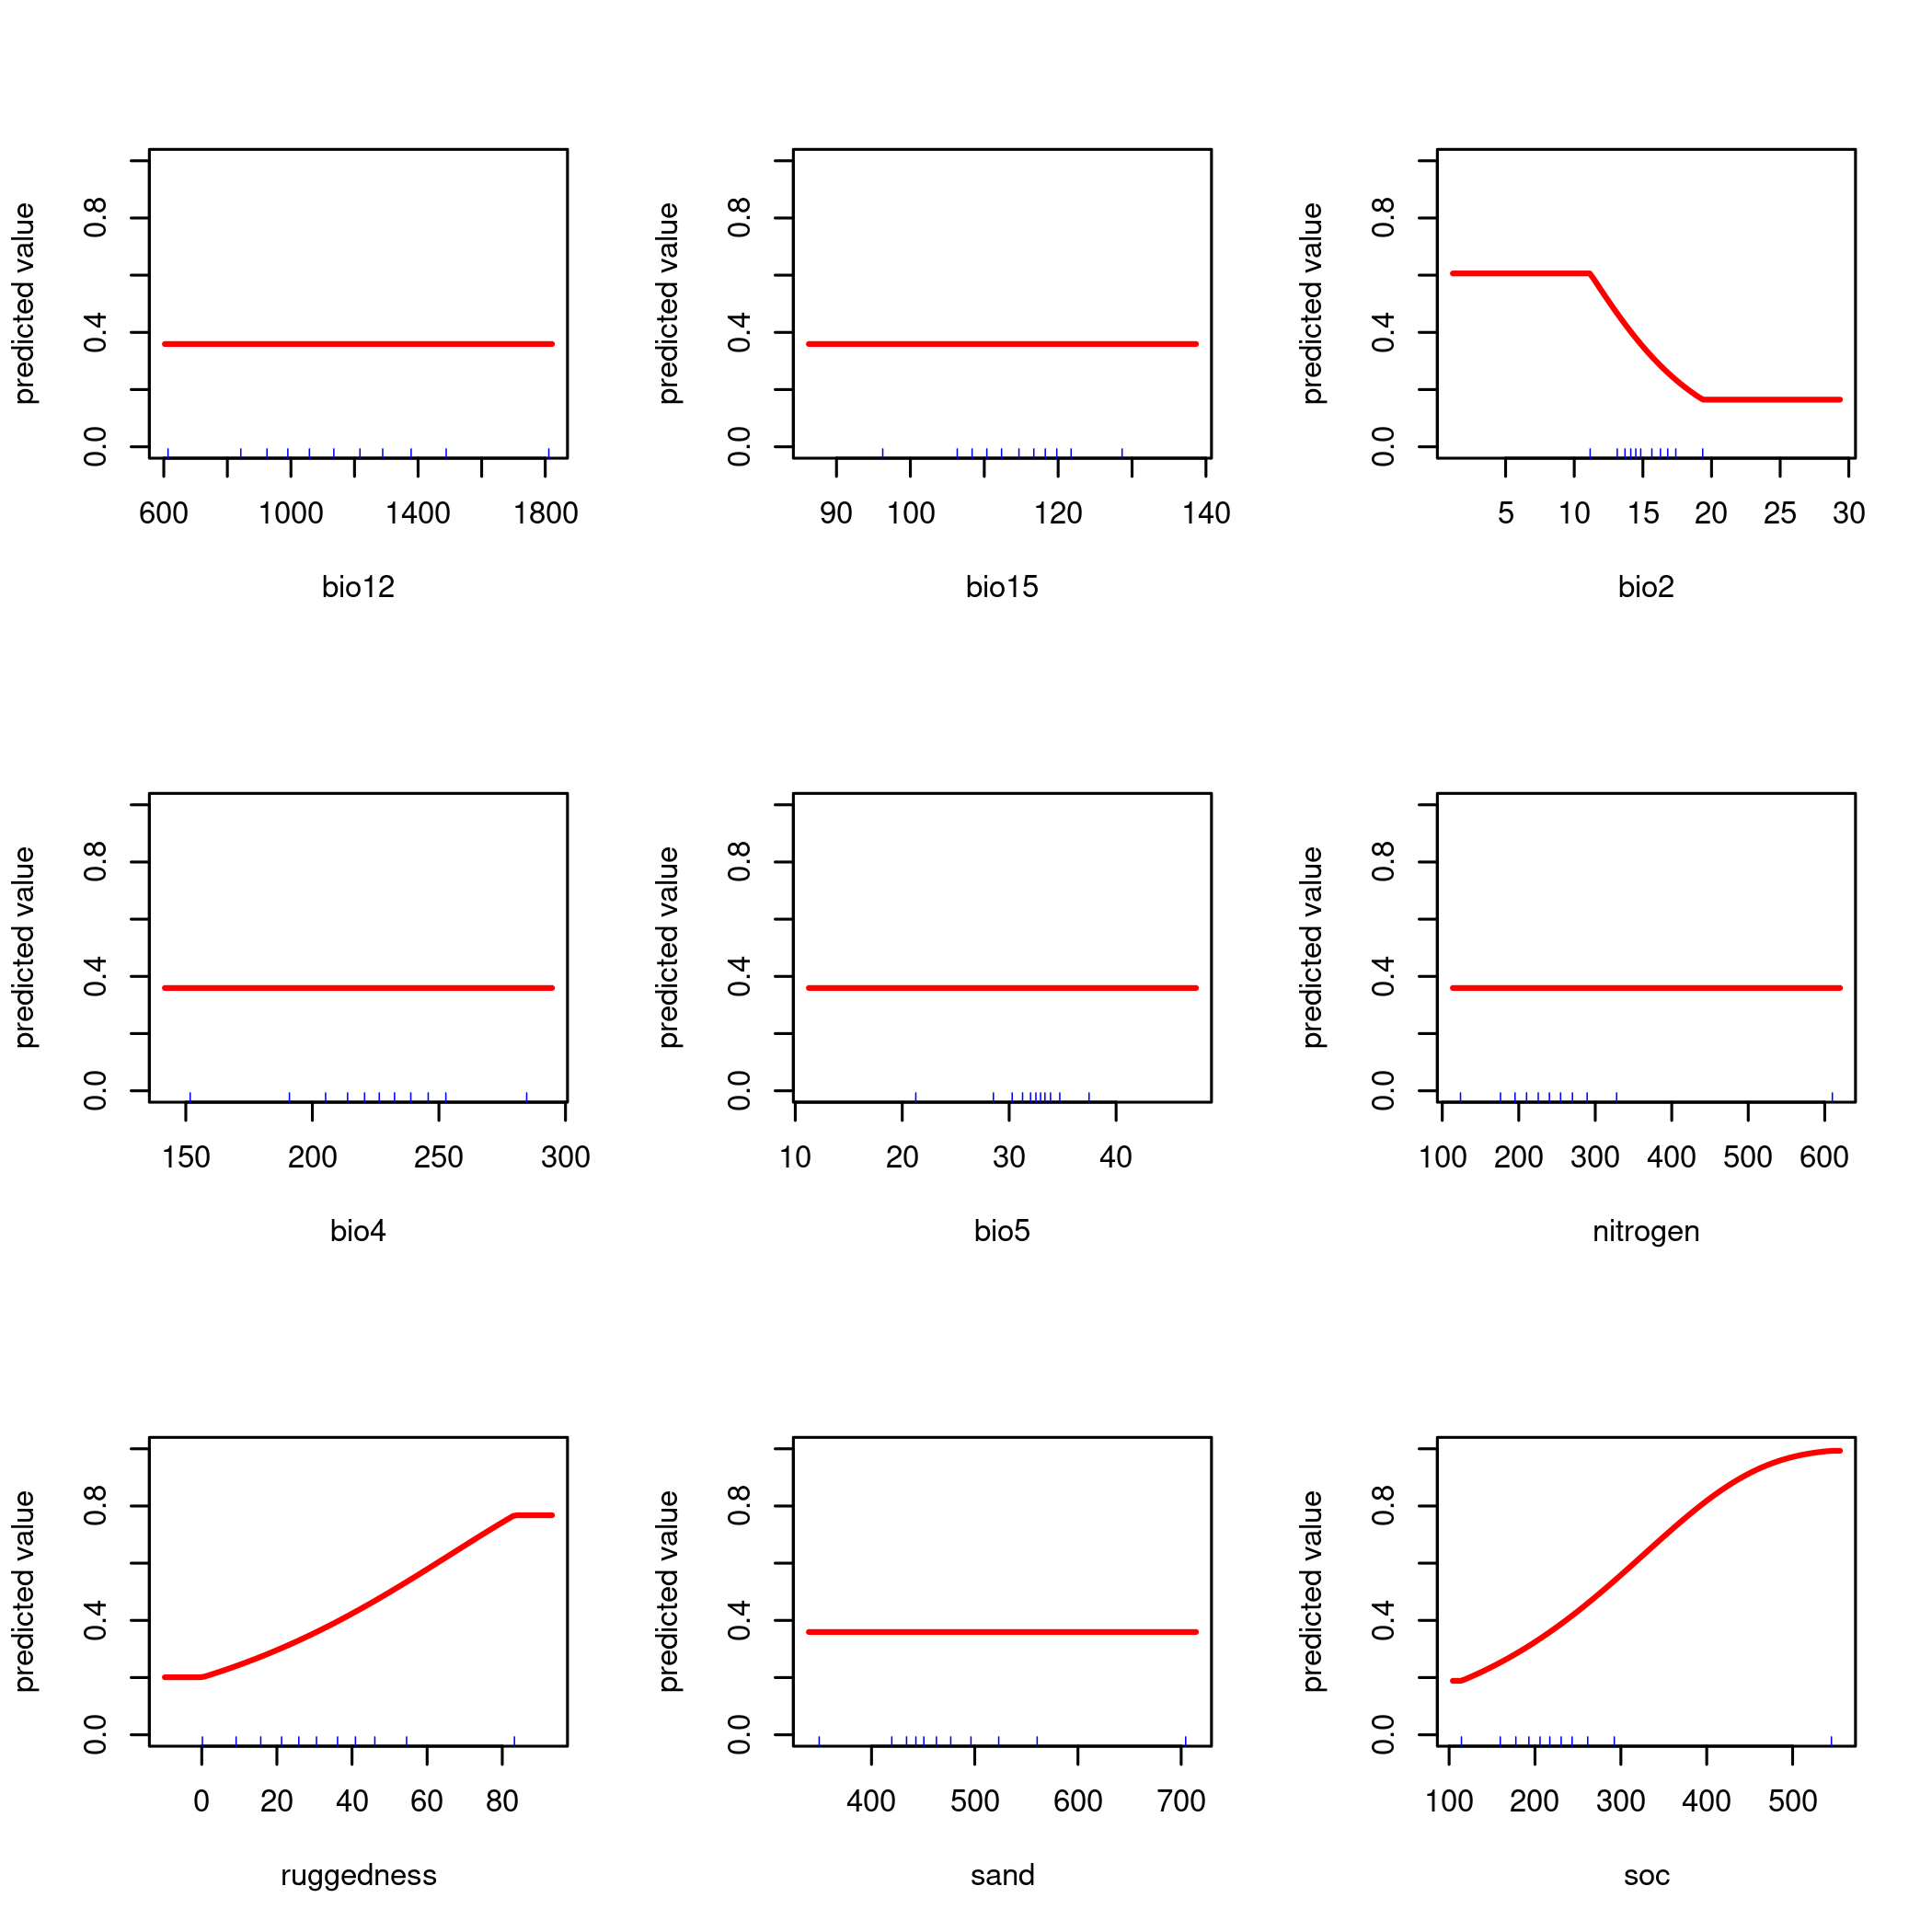 predicted value
0.0 0.4 0.8
600 1000 1400 1800
bio12
predicted value
0.0 0.4 0.8
90 100 120 140
bio15
predicted value
0.0 0.4 0.8
5 10 15 20 25 30
bio2
predicted value
0.0 0.4 0.8
150 200 250 300
bio4
predicted value
0.0 0.4 0.8
10 20 30 40
bio5
predicted value
0.0 0.4 0.8
100 200 300 400 500 600
nitrogen
predicted value
0.0 0.4 0.8
0 20 40 60 80
ruggedness
predicted value
0.0 0.4 0.8
400 500 600 700
sand
predicted value
0.0 0.4 0.8
100 200 300 400 500
soc